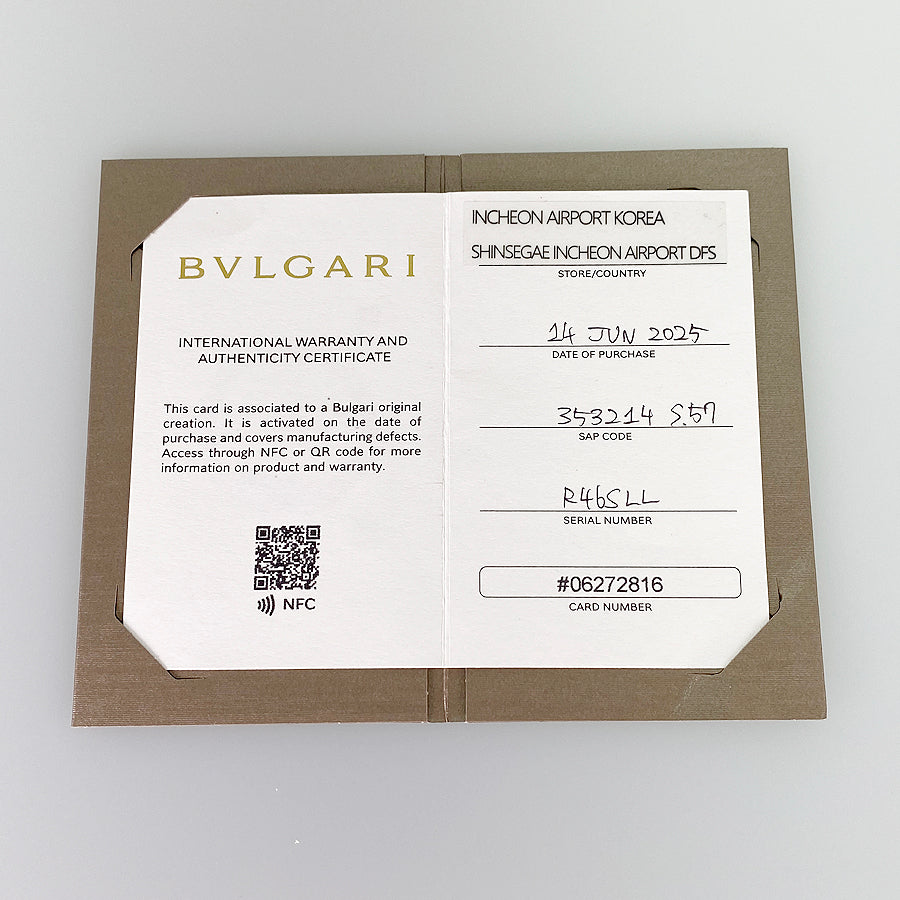 BVLGARI
INTERNATIONAL WARRANTY AND
AUTHENTICITY CERTIFICATE
This card is associated to a Bulgari original
creation. It is activated on the date of
purchase and covers manufacturing defects.
Access through NFC or QR code for more
information on product and warranty.
NFC
INCHEON AIRPORT KOREA
SHINSEGAE INCHEON AIRPORT DFS
STORE/COUNTRY
14 JUN 2025
DATE OF PURCHASE
353214 S.57
SAP CODE
R46SLL
SERIAL NUMBER
#06272816
CARD NUMBER